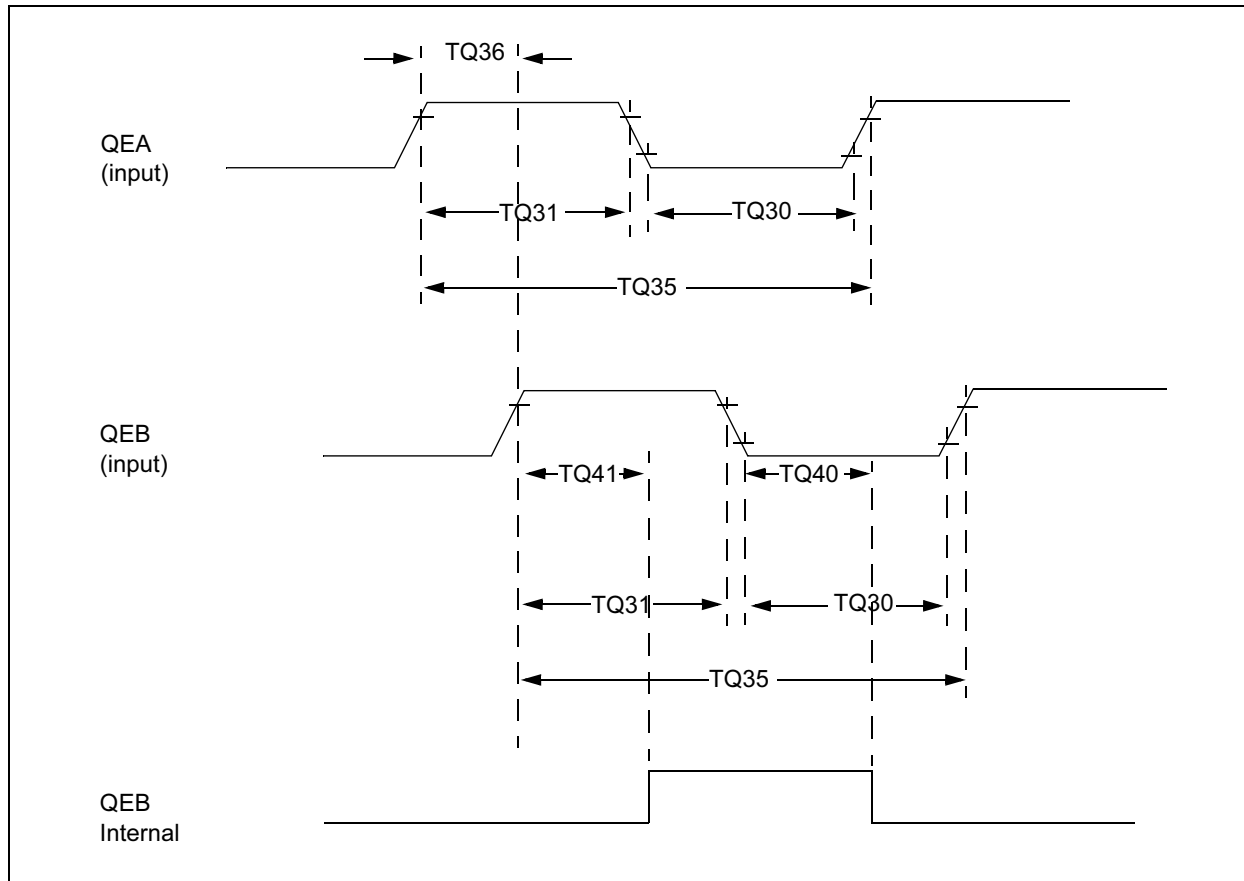 TQ36
QEA
(input)
TQ31
TQ30
TQ35
QEB
(input)
TQ41
TQ40
TQ31
TQ30
TQ35
QEB
Internal